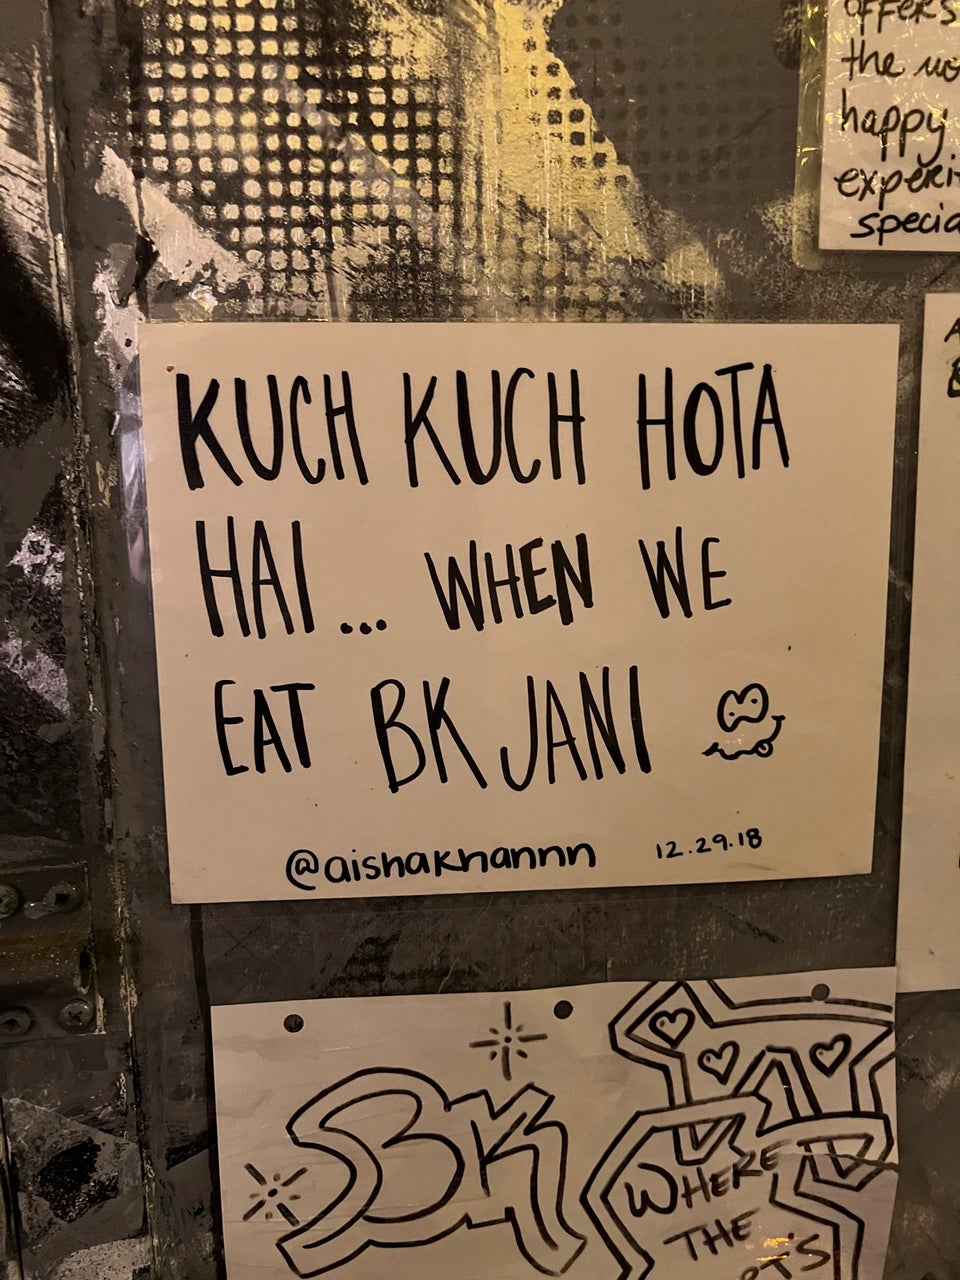 offers
the
happy
special
KUCH KUCH HOTA
HAI... WHEN WE
EAT BK JANI
@aishakhannn 12.29.18
BK
WHERE
THE